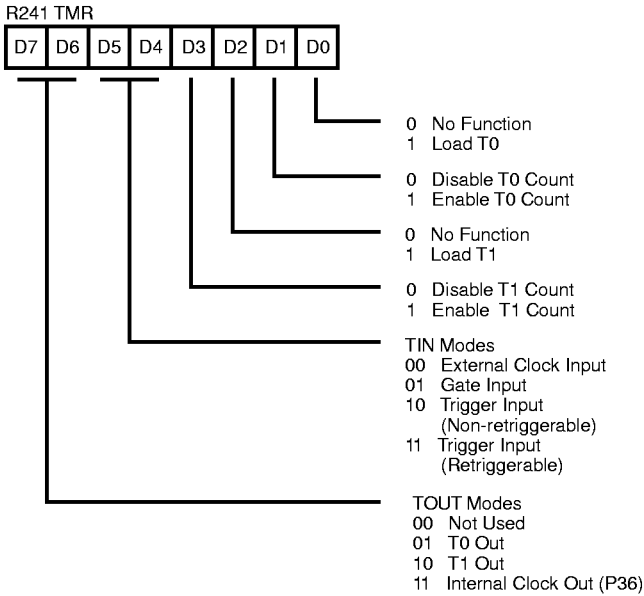 R241 TMR
D7 D6 D5 D4 D3 D2 D1 D0
0 No Function
1 Load T0
0 Disable T0 Count
1 Enable T0 Count
0 No Function
1 Load T1
0 Disable T1 Count
1 Enable T1 Count
TIN Modes
00 External Clock Input
01 Gate Input
10 Trigger Input
(Non-retriggerable)
11 Trigger Input
(Retriggerable)
TOUT Modes
00 Not Used
01 T0 Out
10 T1 Out
11 Internal Clock Out (P36)